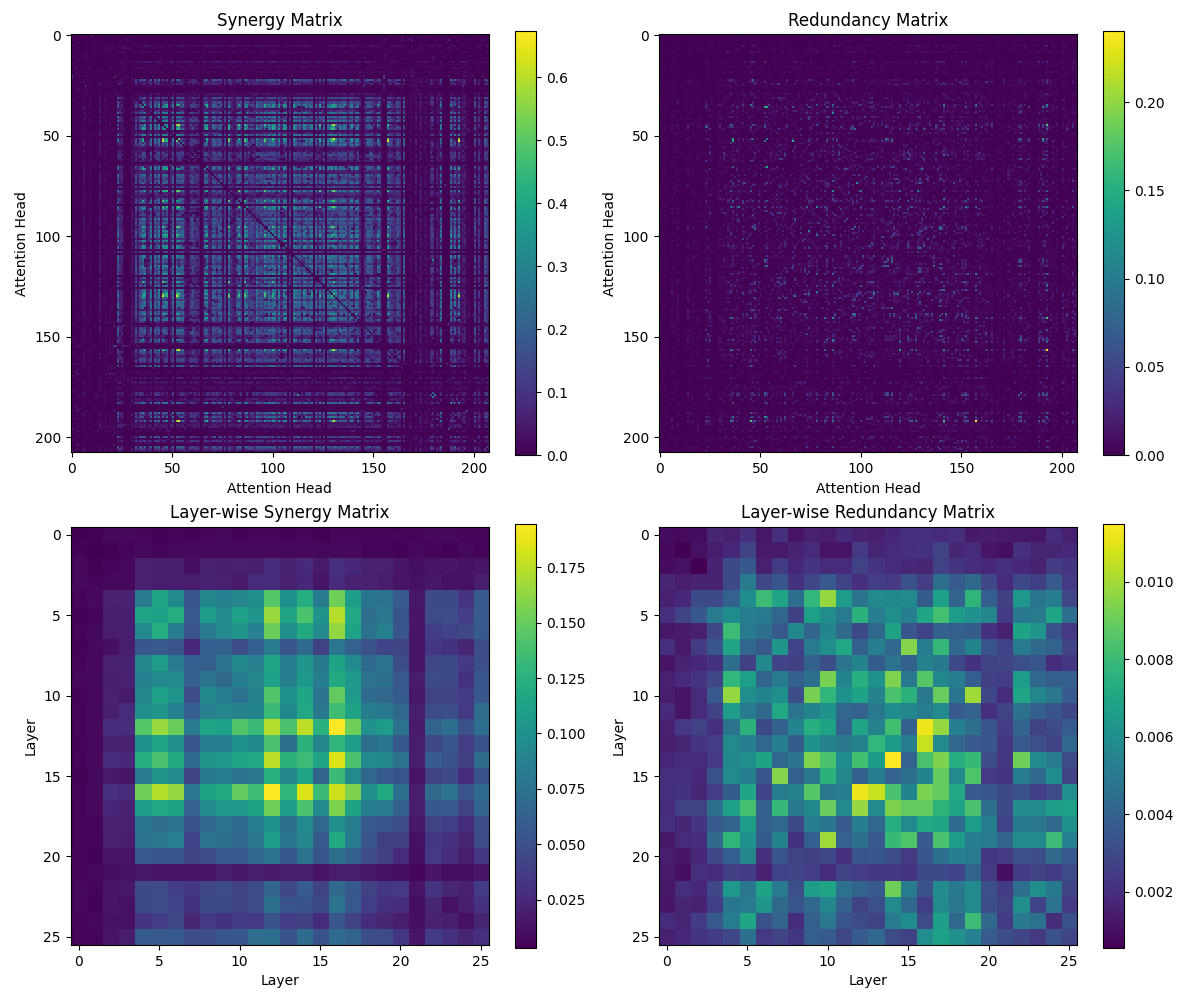 Synergy Matrix
Attention Head
0
50
100
150
200
0 50 100 150 200
Attention Head
0.6
0.5
0.4
0.3
0.2
0.1
0.0
Redundancy Matrix
Attention Head
0
50
100
150
200
0 50 100 150 200
Attention Head
0.20
0.15
0.10
0.05
0.00
Layer-wise Synergy Matrix
Layer
0
5
10
15
20
25
0 5 10 15 20 25
Layer
0.175
0.150
0.125
0.100
0.075
0.050
0.025
Layer-wise Redundancy Matrix
Layer
0
5
10
15
20
25
0 5 10 15 20 25
Layer
0.010
0.008
0.006
0.004
0.002